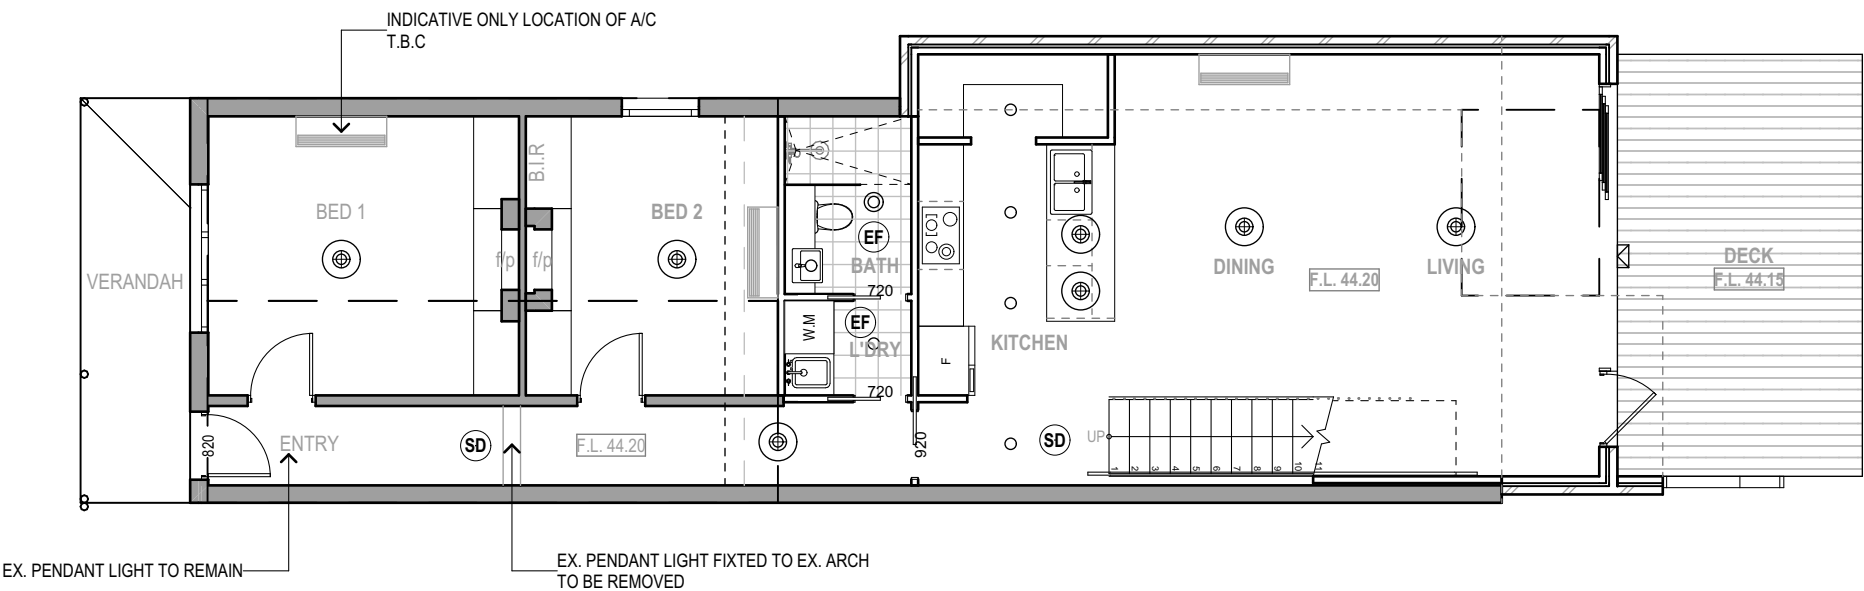 INDICATIVE ONLY LOCATION OF A/C
T.B.C
B.I.R
BED 1
BED 2
VERANDAH
f/p
f/p
EF
BATH
720
W.M
EF
L'DRY
720
F
KITCHEN
DINING
F.L. 44.20
LIVING
DECK
F.L. 44.15
820
ENTRY
SD
F.L. 44.20
920
SD
UP
1
2
3
4
5
6
7
8
9
10
11
EX. PENDANT LIGHT TO REMAIN
EX. PENDANT LIGHT FIXTED TO EX. ARCH
TO BE REMOVED